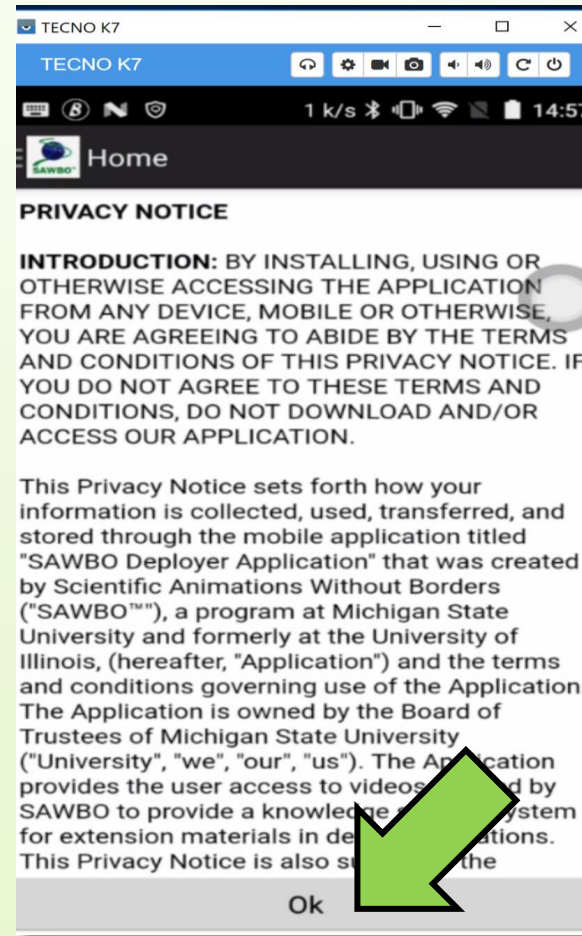 TECNO K7
TECNO K7
1 k/s 14:57
SAWBO™ Home
PRIVACY NOTICE
INTRODUCTION: BY INSTALLING, USING OR
OTHERWISE ACCESSING THE APPLICATION
FROM ANY DEVICE, MOBILE OR OTHERWISE,
YOU ARE AGREEING TO ABIDE BY THE TERMS
AND CONDITIONS OF THIS PRIVACY NOTICE. IF
YOU DO NOT AGREE TO THESE TERMS AND
CONDITIONS, DO NOT DOWNLOAD AND/OR
ACCESS OUR APPLICATION.
This Privacy Notice sets forth how your
information is collected, used, transferred, and
stored through the mobile application titled
"SAWBO Deployer Application" that was created
by Scientific Animations Without Borders
("SAWBO™"), a program at Michigan State
University and formerly at the University of
Illinois, (hereafter, "Application") and the terms
and conditions governing use of the Application
The Application is owned by the Board of
Trustees of Michigan State University
("University", "we", "our", "us"). The Application
provides the user access to videos by
SAWBO to provide a knowledge system
for extension materials in
This Privacy Notice is also the
Ok